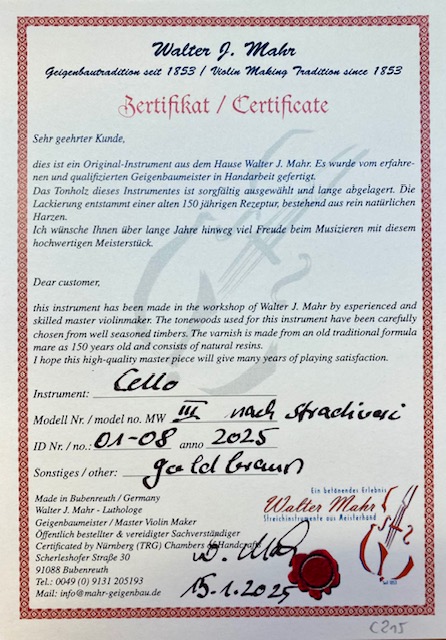 Walter J. Mahr
Geigenbautradition seit 1853 / Violin Making Tradition since 1853
Zertifikat / Certificate
Sehr geehrter Kunde,
dies ist ein Original-Instrument aus dem Hause Walter J. Mahr. Es wurde vom erfahre-
nen und qualifizierten Geigenbaumeister in Handarbeit gefertigt.
Das Tonholz dieses Instrumentes ist sorgfältig ausgewählt und lange abgelagert. Die
Lackierung entstammt einer alten 150 jährigen Rezeptur, bestehend aus rein natürlichen
Harzen.
Ich wünsche Ihnen über lange Jahre hinweg viel Freude beim Musizieren mit diesem
hochwertigen Meisterstück.
Dear customer,
this instrument has been made in the workshop of Walter J. Mahr by experienced and
skilled master violinmaker. The tonewoods used for this instrument have been carefully
chosen from well seasoned timbers. The varnish is made from an old traditional formula
mare as 150 years old and consists of natural resins.
I hope this high-quality master piece will give many years of playing satisfaction.
Instrument: Cello
Modell Nr. / model no. MW III nach Stradivari
ID Nr. / no.: 01-08 anno 2025
Sonstiges / other: goldbraun
Made in Bubenreuth / Germany
Walter J. Mahr - Luthologe
Geigenbaumeister / Master Violin Maker
Öffentlich bestellter & vereidigter Sachverständiger
Certificated by Nürnberg (TRG) Chambers of Handcrafts
Scherleshofer Straße 30
91088 Bubenreuth
Tel.: 0049 (0) 9131 205193
Mail: info@mahr-geigenbau.de
Ein betönendes Erlebnis
Walter Mahr
Streichinstrumente aus Meisterhand
seit 1853
W. Mahr
15.1.2025
C215